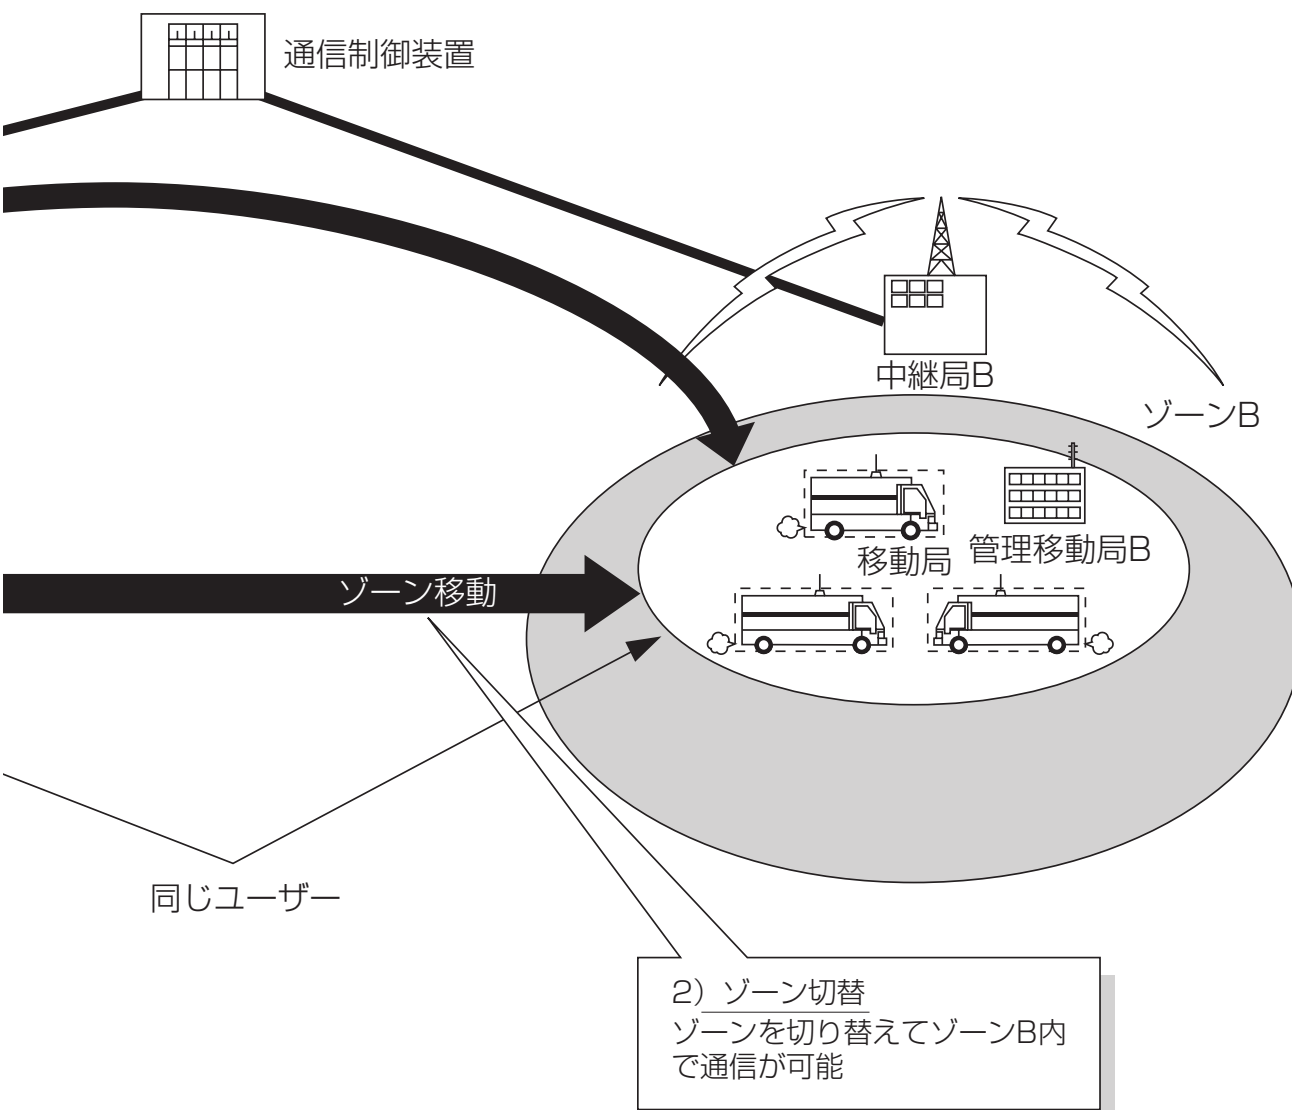 通信制御装置
中継局B
ゾーンB
移動局
管理移動局B
ゾーン移動
同じユーザー
2）ゾーン切替
ゾーンを切り替えてゾーンB内
で通信が可能